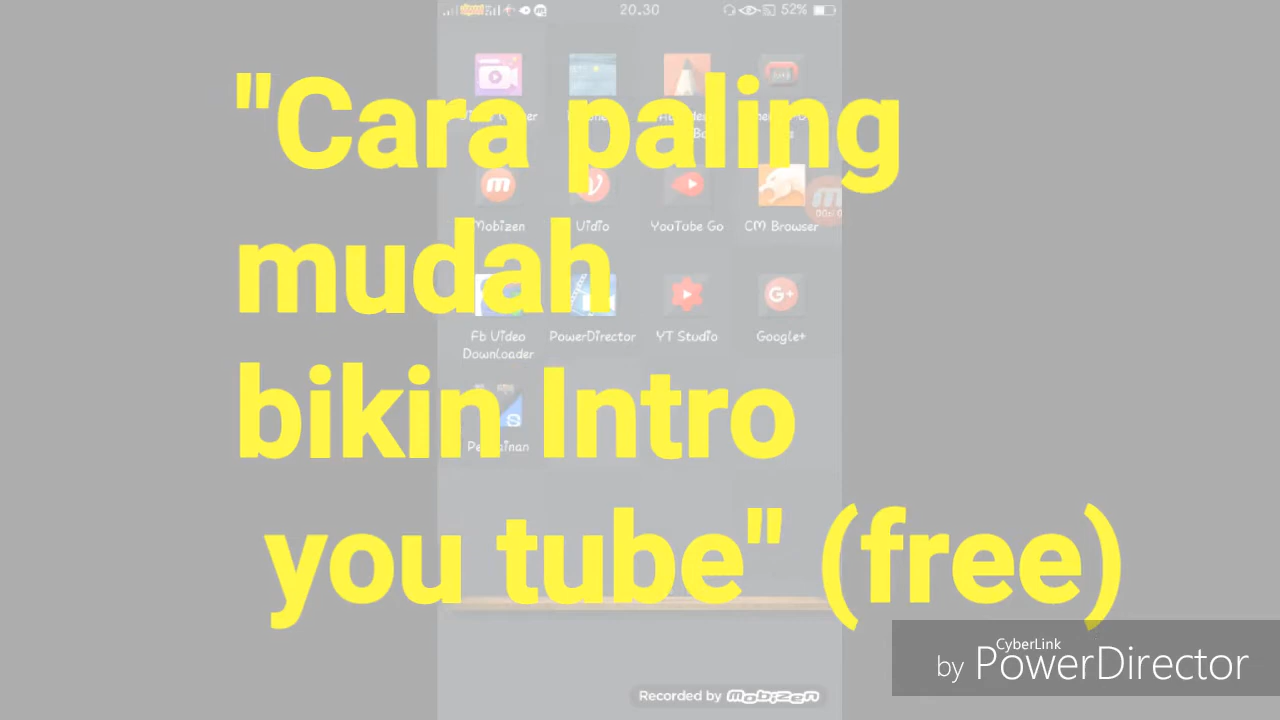 20.30
52%
"Cara paling
mudah
bikin Intro
you tube" (free)
Mobizen
Vidio
YouTube Go
CM Browser
Fb Video
Downloader
PowerDirector
YT Studio
Google+
CyberLink
by PowerDirector
Recorded by Mobizen